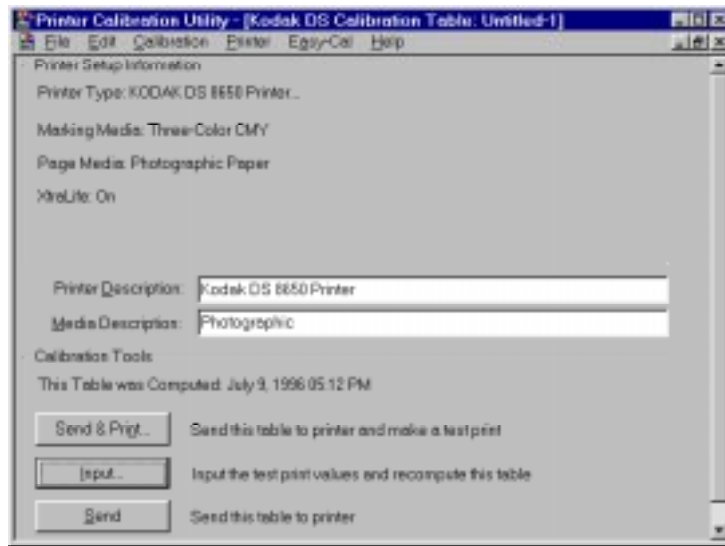 Printer Calibration Utility - [Kodak DS Calibration Table: Untitled-1]
File Edit Calibration Printer Easy-Cal Help
Printer Setup Information
Printer Type: KODAK DS 8650 Printer...
Marking Media: Three-Color CMY
Page Media: Photographic Paper
XtraLife: On
Printer Description: Kodak DS 8650 Printer
Media Description: Photographic
Calibration Tools
This Table was Computed: July 9, 1996 05:12 PM
Send & Print... Send this table to printer and make a test print
Input... Input the test print values and recompute this table
Send Send this table to printer